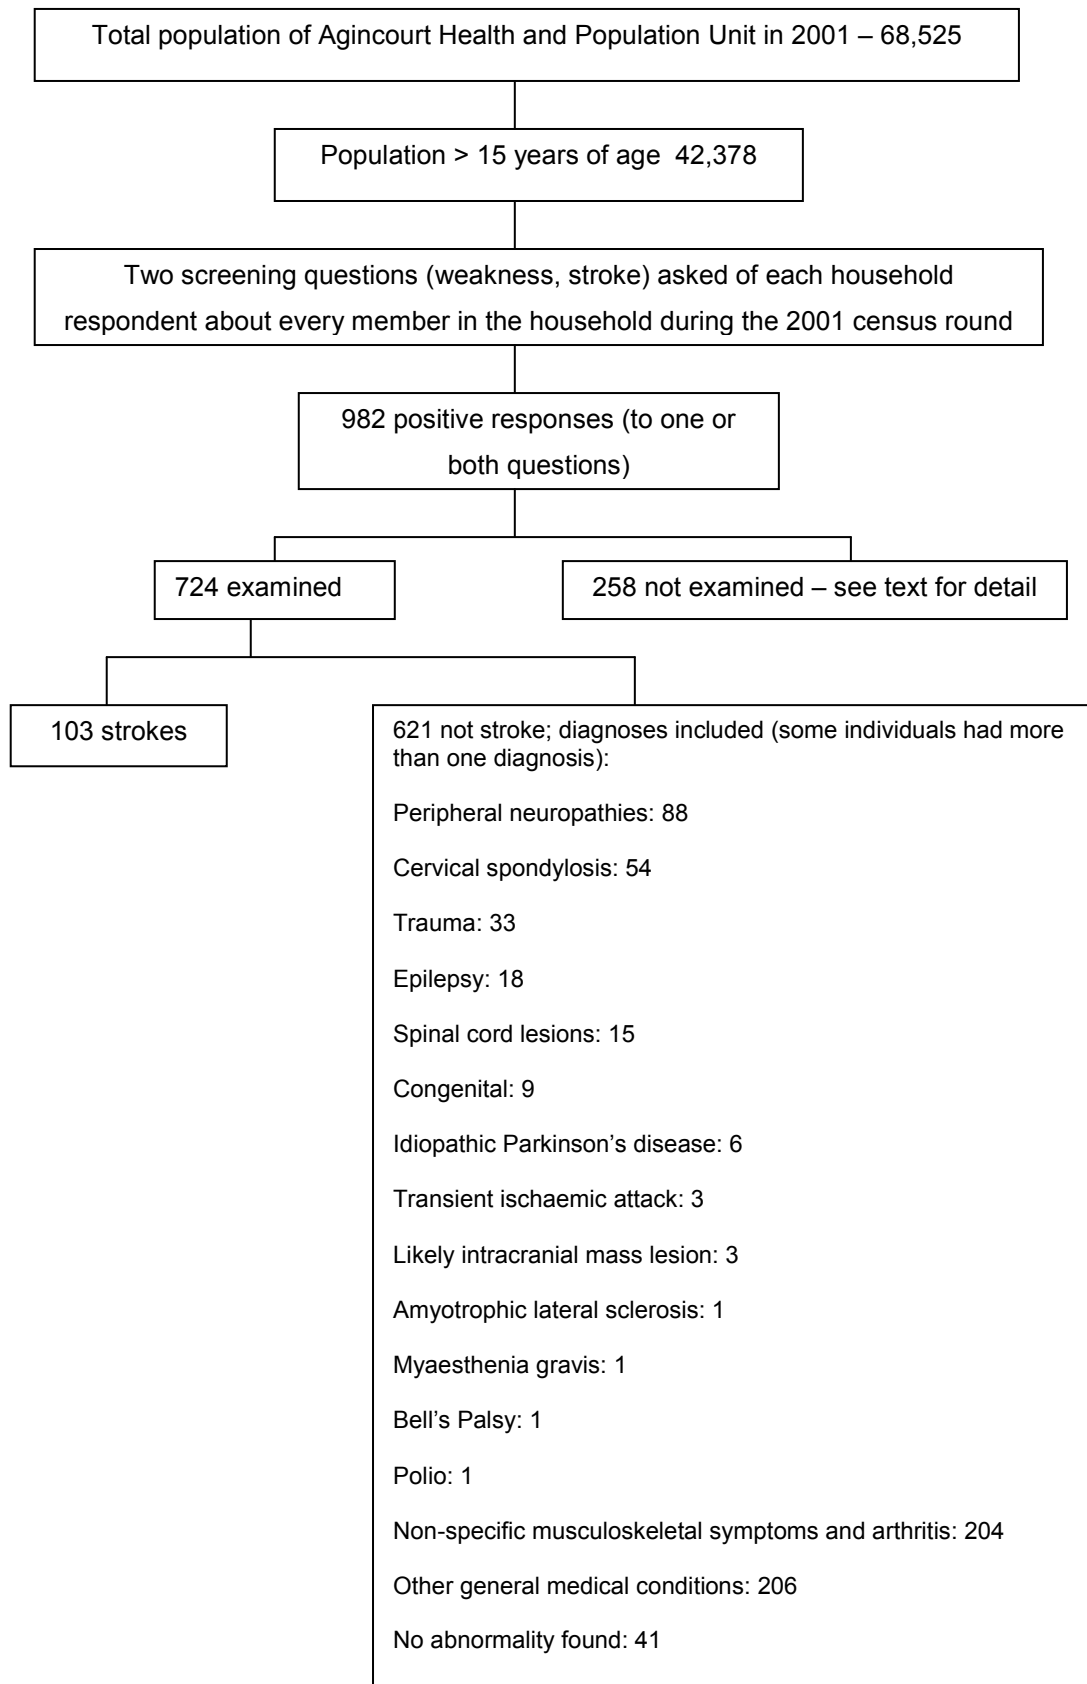 Total population of Agincourt Health and Population Unit in 2001 – 68,525
Population > 15 years of age  42,378
Two screening questions (weakness, stroke) asked of each household
respondent about every member in the household during the 2001 census round
982 positive responses (to one or
both questions)
724 examined
258 not examined – see text for detail
103 strokes
621 not stroke; diagnoses included (some individuals had more
than one diagnosis):
Peripheral neuropathies: 88
Cervical spondylosis: 54
Trauma: 33
Epilepsy: 18
Spinal cord lesions: 15
Congenital: 9
Idiopathic Parkinson’s disease: 6
Transient ischaemic attack: 3
Likely intracranial mass lesion: 3
Amyotrophic lateral sclerosis: 1
Myaesthenia gravis: 1
Bell’s Palsy: 1
Polio: 1
Non-specific musculoskeletal symptoms and arthritis: 204
Other general medical conditions: 206
No abnormality found: 41